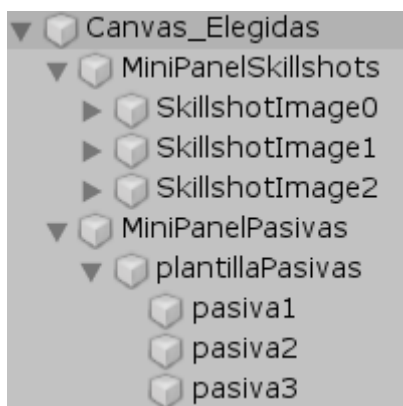 Canvas_Elegidas
MiniPanelSkillshots
SkillshotImage0
SkillshotImage1
SkillshotImage2
MiniPanelPasivas
plantillaPasivas
pasiva1
pasiva2
pasiva3